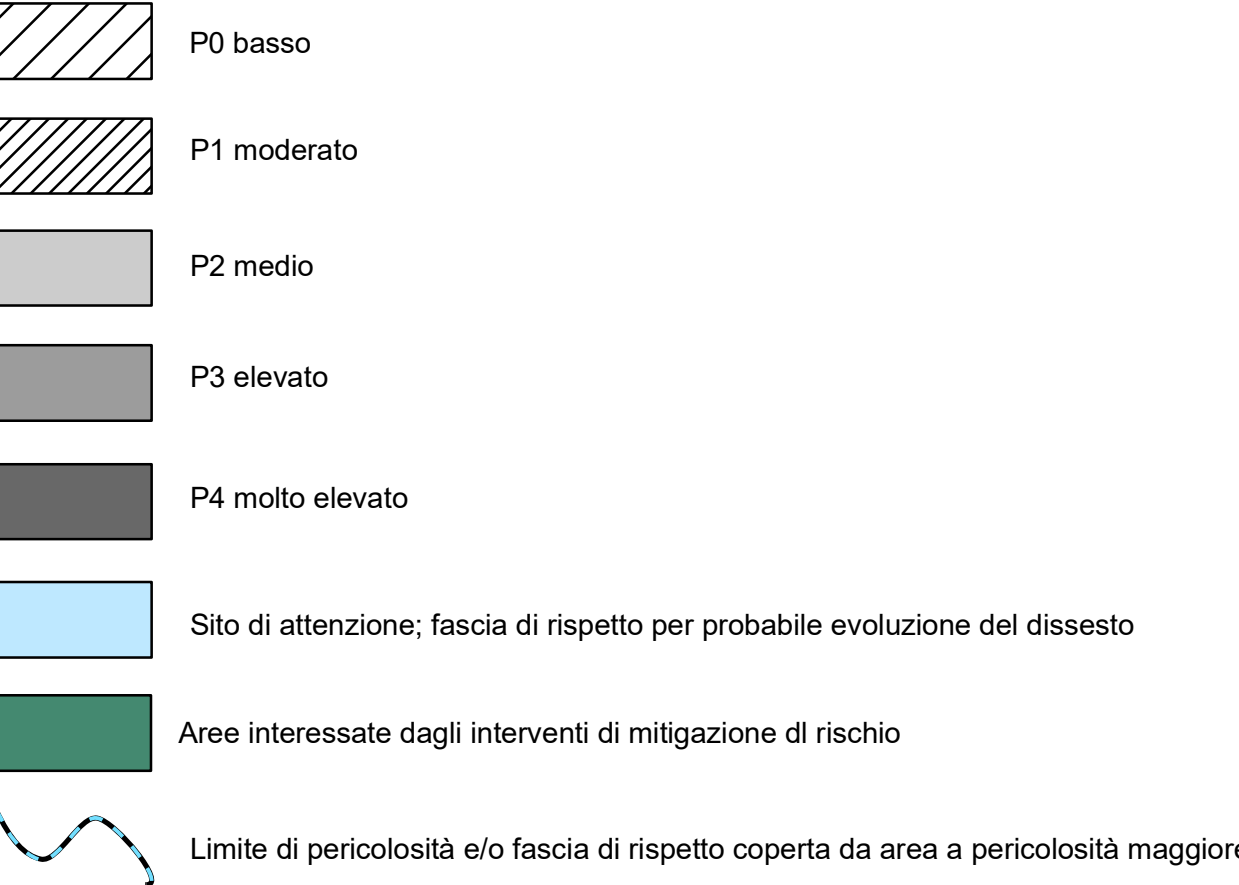 P0 basso
P1 moderato
P2 medio
P3 elevato
P4 molto elevato
Sito di attenzione; fascia di rispetto per probabile evoluzione del dissesto
Aree interessate dagli interventi di mitigazione dl rischio
Limite di pericolosità e/o fascia di rispetto coperta da area a pericolosità maggiore